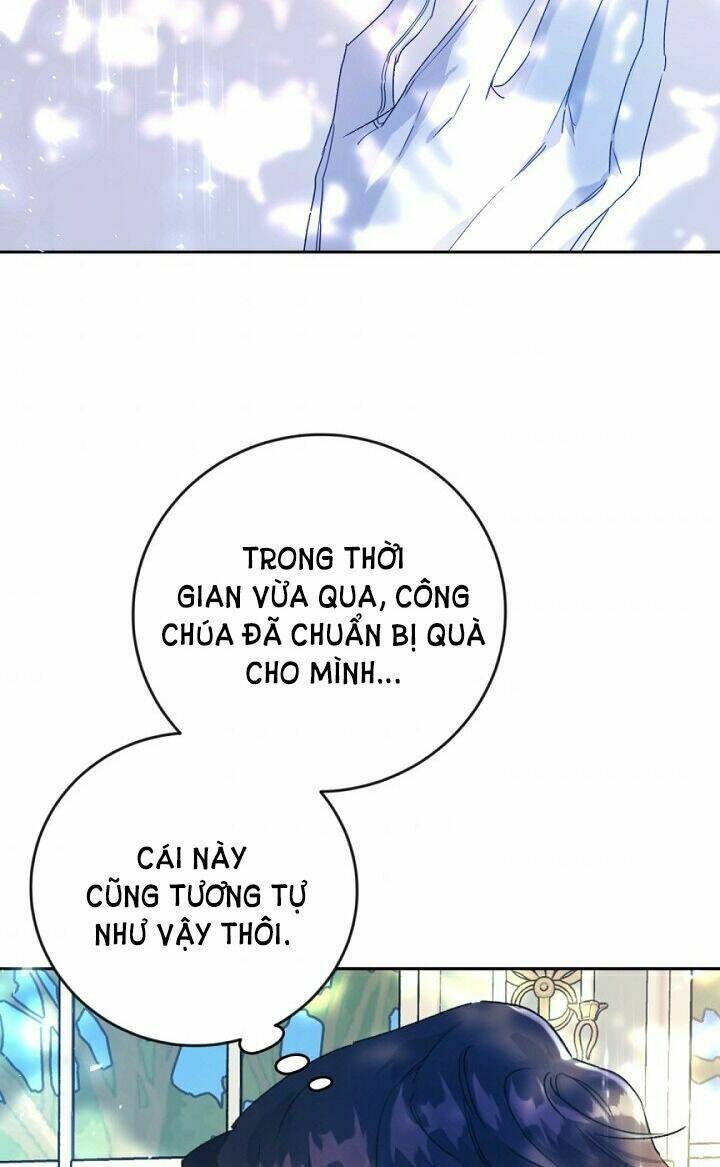 TRONG THỜI
GIAN VỪA QUA, CÔNG
CHÚA ĐÃ CHUẨN BỊ QUÀ
CHO MÌNH...
CÁI NÀY
CŨNG TƯƠNG TỰ
NHƯ VẬY THÔI.